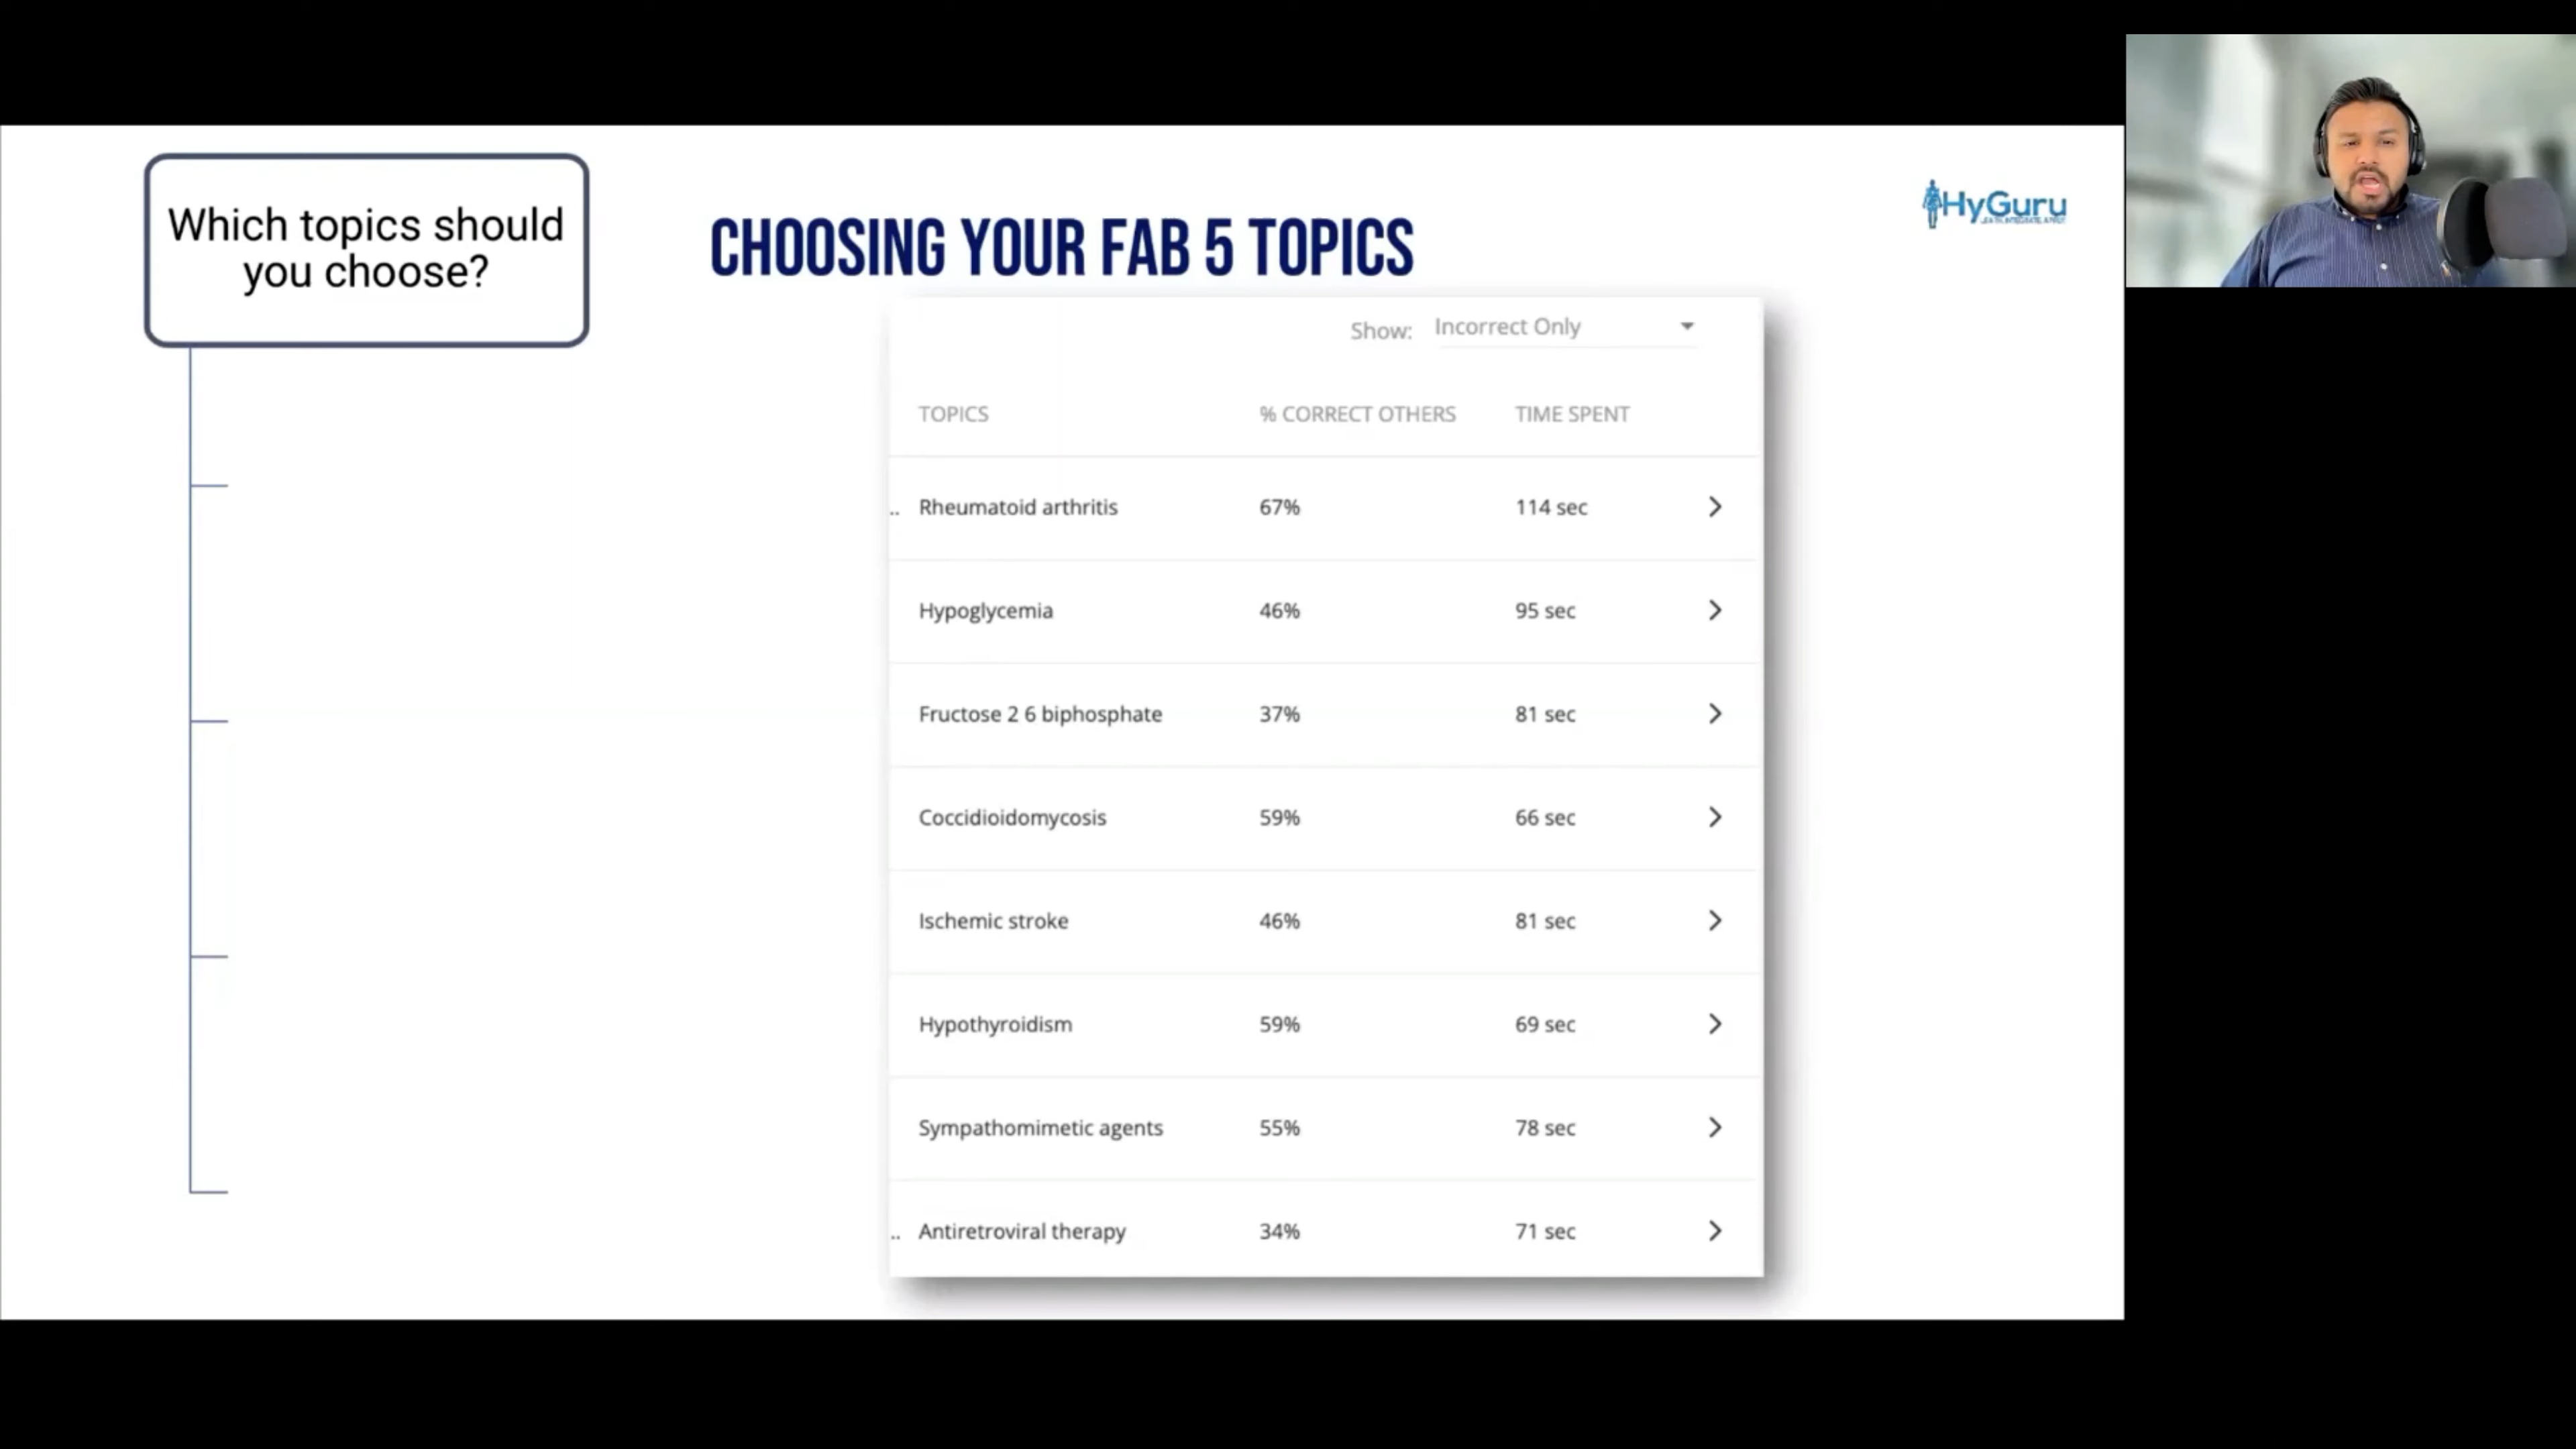 Which topics should
you choose?
CHOOSING YOUR FAB 5 TOPICS
HyGuru
Show: Incorrect Only
TOPICS % CORRECT OTHERS TIME SPENT
.. Rheumatoid arthritis 67% 114 sec
Hypoglycemia 46% 95 sec
Fructose 2 6 biphosphate 37% 81 sec
Coccidioidomycosis 59% 66 sec
Ischemic stroke 46% 81 sec
Hypothyroidism 59% 69 sec
Sympathomimetic agents 55% 78 sec
.. Antiretroviral therapy 34% 71 sec